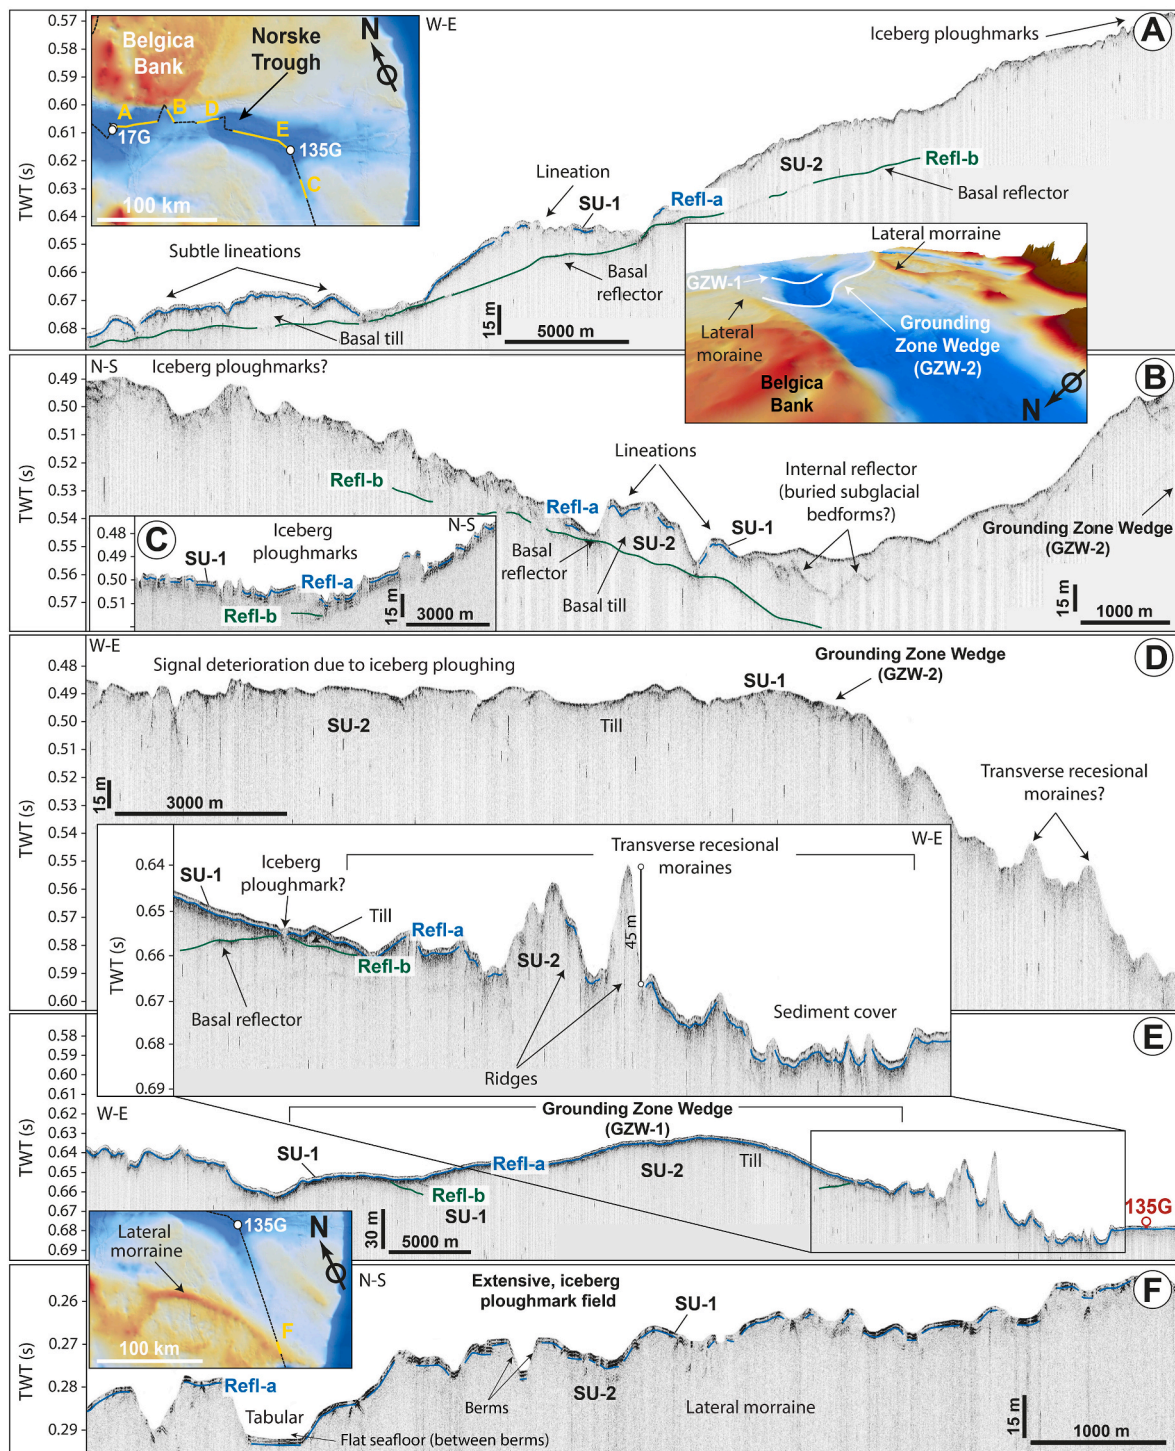 A
W-E
0.57
0.58
0.59
0.60
0.61
0.62
0.63
0.64
0.65
0.66
0.67
0.68
TWT (s)
Belgica
Bank
Norske
Trough
N
A
B
D
E
C
17G
135G
100 km
Iceberg ploughmarks
SU-2
Refl-b
Basal reflector
Lineation
SU-1
Refl-a
Subtle lineations
Basal
reflector
Basal till
15 m
5000 m
Lateral morraine
GZW-1
Lateral
moraine
Grounding
Zone Wedge
(GZW-2)
Belgica
Bank
N
B
N-S
Iceberg ploughmarks?
0.49
0.50
0.51
0.52
0.53
0.54
0.55
0.56
0.57
TWT (s)
Refl-b
Lineations
Internal reflector
(buried subglacial
bedforms?)
Refl-a
SU-1
SU-2
Basal
reflector
Basal till
Grounding Zone Wedge
(GZW-2)
15 m
1000 m
C
N-S
0.48
0.49
0.50
0.51
Iceberg
ploughmarks
SU-1
Refl-a
Refl-b
15 m
3000 m
D
W-E
Signal deterioration due to iceberg ploughing
Grounding Zone Wedge
(GZW-2)
0.48
0.49
0.50
0.51
0.52
0.53
0.54
0.55
0.56
0.57
0.58
0.59
0.60
TWT (s)
SU-1
SU-2
Till
15 m
3000 m
Transverse recesional
moraines?
W-E
0.64
0.65
0.66
0.67
0.68
0.69
TWT (s)
Iceberg
ploughmark?
Transverse recesional
moraines
SU-1
Till
Refl-a
45 m
Refl-b
SU-2
Basal reflector
Sediment cover
Ridges
E
0.58
0.59
0.60
0.61
0.62
0.63
0.64
0.65
0.66
0.67
0.68
0.69
TWT (s)
W-E
Grounding Zone Wedge
(GZW-1)
SU-1
Refl-a
Till
SU-2
Refl-b
SU-1
30 m
5000 m
135G
F
N-S
0.26
0.27
0.28
0.29
TWT (s)
135G
Lateral
morraine
N
F
100 km
Extensive, iceberg
ploughmark field
SU-1
Refl-a
Berms
SU-2
Tabular
Lateral morraine
Flat seafloor (between berms)
15 m
1000 m